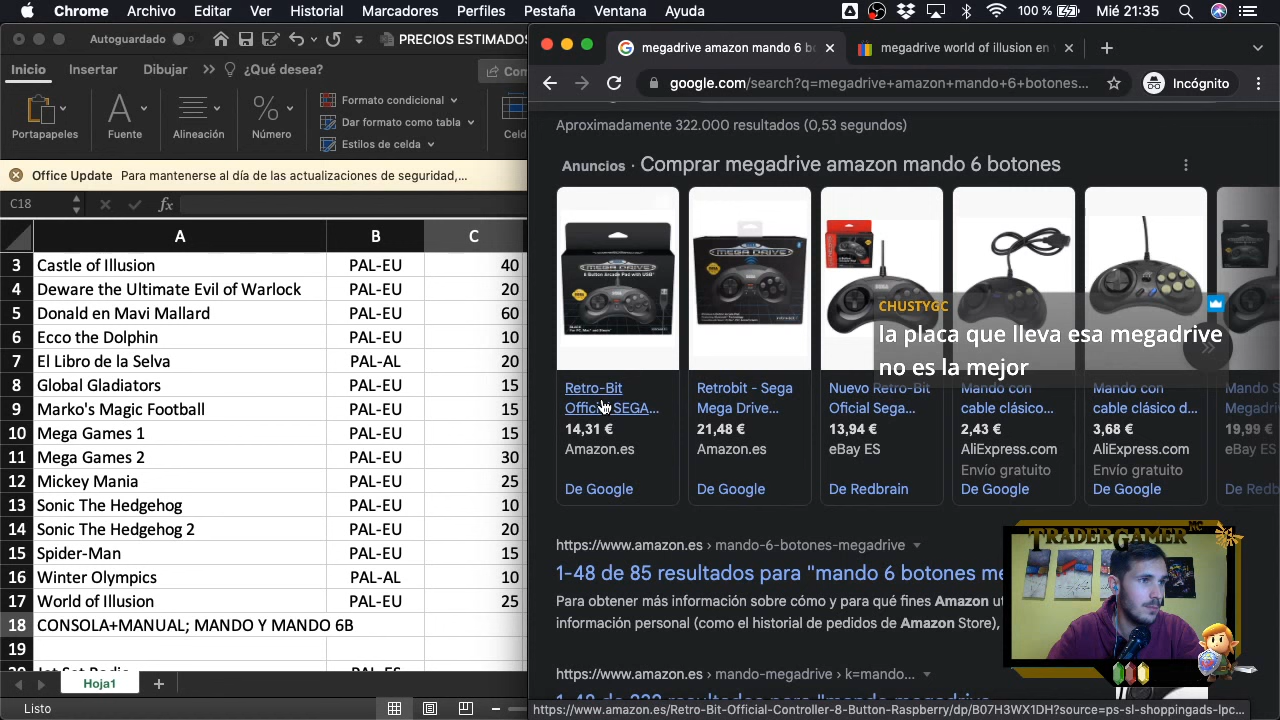 Chrome Archivo Editar Ver Historial Marcadores Perfiles Pestaña Ventana Ayuda 100 % Mié 21:35
Autoguardado PRECIOS ESTIMADOS
Inicio Insertar Dibujar ¿Qué desea? Com
Portapapeles Fuente Alineación Número
Formato condicional
Dar formato como tabla
Estilos de celda
Celd
Office Update Para mantenerse al día de las actualizaciones de seguridad,...
C18 fx
A B C
3 Castle of Illusion PAL-EU 40
4 Deware the Ultimate Evil of Warlock PAL-EU 20
5 Donald en Mavi Mallard PAL-EU 60
6 Ecco the Dolphin PAL-EU 10
7 El Libro de la Selva PAL-AL 20
8 Global Gladiators PAL-EU 15
9 Marko's Magic Football PAL-EU 15
10 Mega Games 1 PAL-EU 15
11 Mega Games 2 PAL-EU 30
12 Mickey Mania PAL-EU 25
13 Sonic The Hedgehog PAL-EU 10
14 Sonic The Hedgehog 2 PAL-EU 20
15 Spider-Man PAL-EU 15
16 Winter Olympics PAL-AL 10
17 World of Illusion PAL-EU 25
18 CONSOLA+MANUAL; MANDO Y MANDO 6B
19
Hoja1
Listo
megadrive amazon mando 6 bo
megadrive world of illusion en
google.com/search?q=megadrive+amazon+mando+6+botones...
Incógnito
Aproximadamente 322.000 resultados (0,53 segundos)
Anuncios · Comprar megadrive amazon mando 6 botones
MEGA DRIVE
MEGA DRIVE
CHUSTYGC
la placa que lleva esa megadrive
no es la mejor
Retro-Bit
Official SEGA...
14,31 €
Amazon.es
De Google
Retrobit - Sega
Mega Drive...
21,48 €
Amazon.es
De Google
Nuevo Retro-Bit
Oficial Sega...
13,94 €
eBay ES
De Redbrain
Mando con
cable clásico...
2,43 €
AliExpress.com
Envío gratuito
De Google
Mando con
cable clásico d...
3,68 €
AliExpress.com
Envío gratuito
De Google
Mando S
Megadri
19,99 €
eBay ES
De Redb
https://www.amazon.es › mando-6-botones-megadrive
1-48 de 85 resultados para "mando 6 botones me
Para obtener más información sobre cómo y para qué fines Amazon ut
información personal (como el historial de pedidos de Amazon Store),
https://www.amazon.es › mando-megadrive › k=mando...
TRADERGAMER MC
https://www.amazon.es/Retro-Bit-Official-Controller-8-Button-Raspberry/dp/B07H3WX1DH?source=ps-sl-shoppingads-lpc...